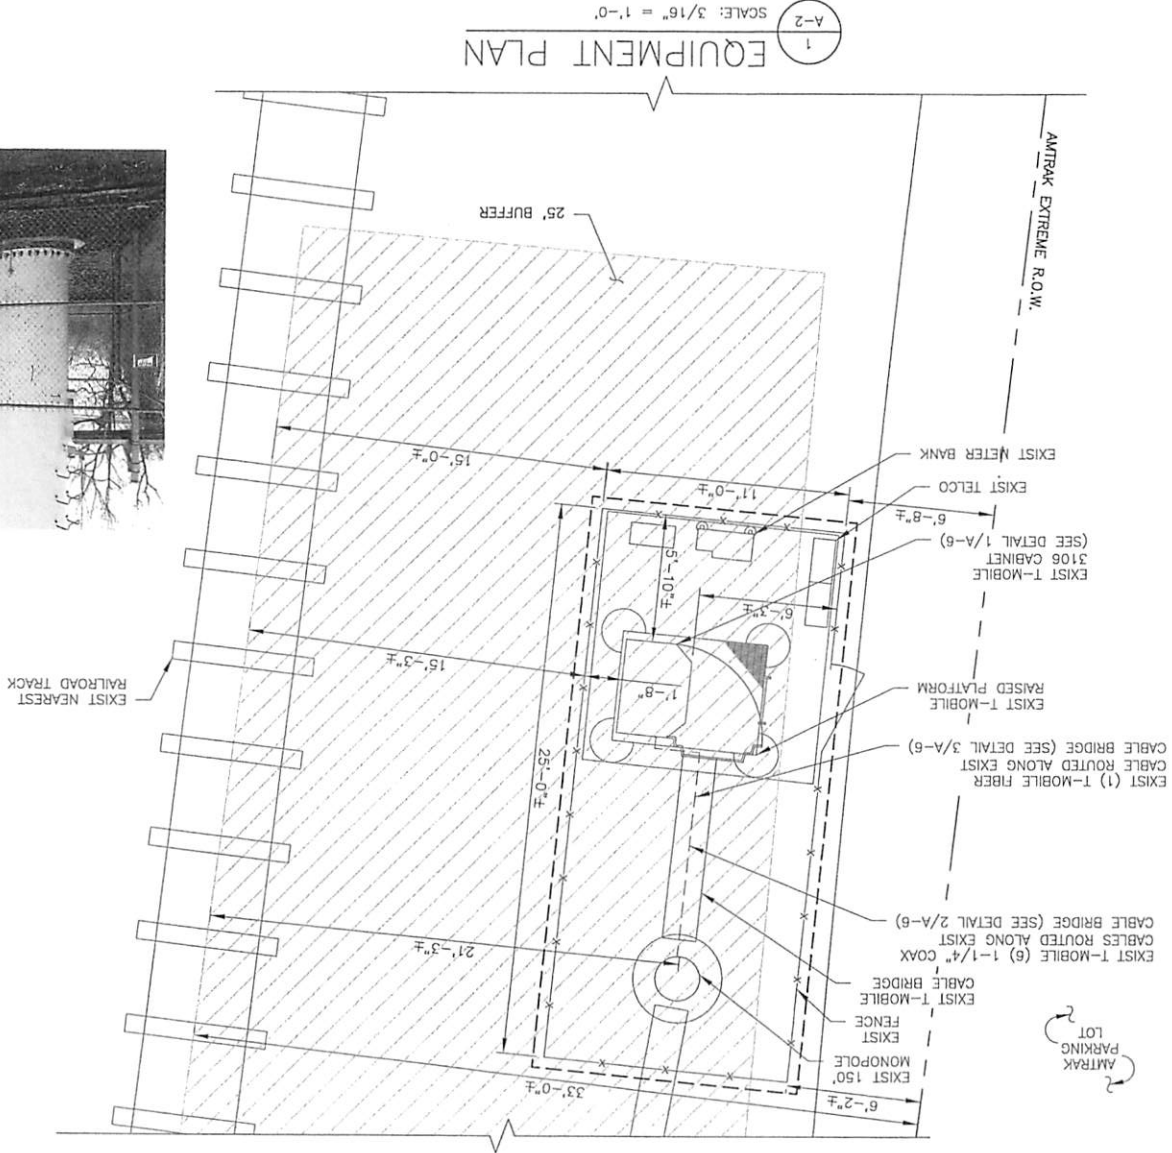 AMTRAK
PARKING
LOT
6'-2"±
33'-0"±
EXIST 150'
MONOPOLE
EXIST
FENCE
EXIST T-MOBILE
CABLE BRIDGE
EXIST T-MOBILE (6) 1-1/4" COAX
CABLES ROUTED ALONG EXIST
CABLE BRIDGE (SEE DETAIL 2/A-6)
21'-3"±
EXIST (1) T-MOBILE FIBER
CABLE ROUTED ALONG EXIST
CABLE BRIDGE (SEE DETAIL 3/A-6)
25'-0"±
EXIST T-MOBILE
RAISED PLATFORM
1'-8"
15'-3"±
EXIST NEAREST
RAILROAD TRACK
6'-3"±
5'-10"±
EXIST T-MOBILE
3106 CABINET
(SEE DETAIL 1/A-6)
EXIST TELCO
EXIST METER BANK
6'-8"±
11'-0"±
15'-0"±
25' BUFFER
AMTRAK EXTREME R.O.W.
1
A-2
EQUIPMENT PLAN
SCALE: 3/16" = 1'-0'